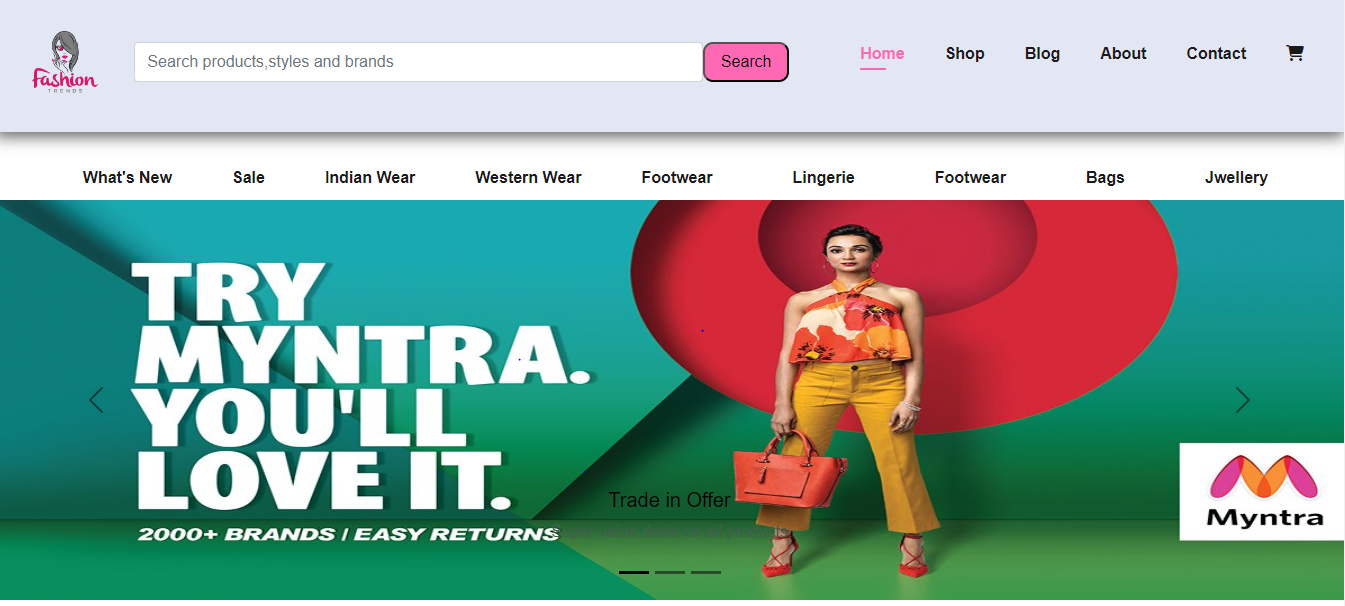 Fashion
TRENDS
Search products,styles and brands
Search
Home
Shop
Blog
About
Contact
What's New
Sale
Indian Wear
Western Wear
Footwear
Lingerie
Footwear
Bags
Jwellery
TRY
MYNTRA.
YOU'LL
LOVE IT.
2000+ BRANDS / EASY RETURNS
Trade in Offer
Myntra